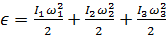 ϵ = I₁ω₁²/2 + I₂ω₂²/2 + I₃ω₃²/2